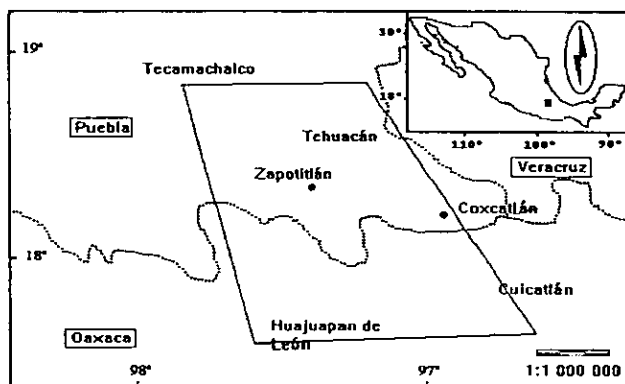 19°
Tecamachalco
30°
18°
110°
100°
90°
Puebla
Tehuacán
Veracruz
Zapotitlán
Coxcatlán
18°
Cuicatlán
Oaxaca
Huajuapan de
León
98°
97°
1:1 000 000